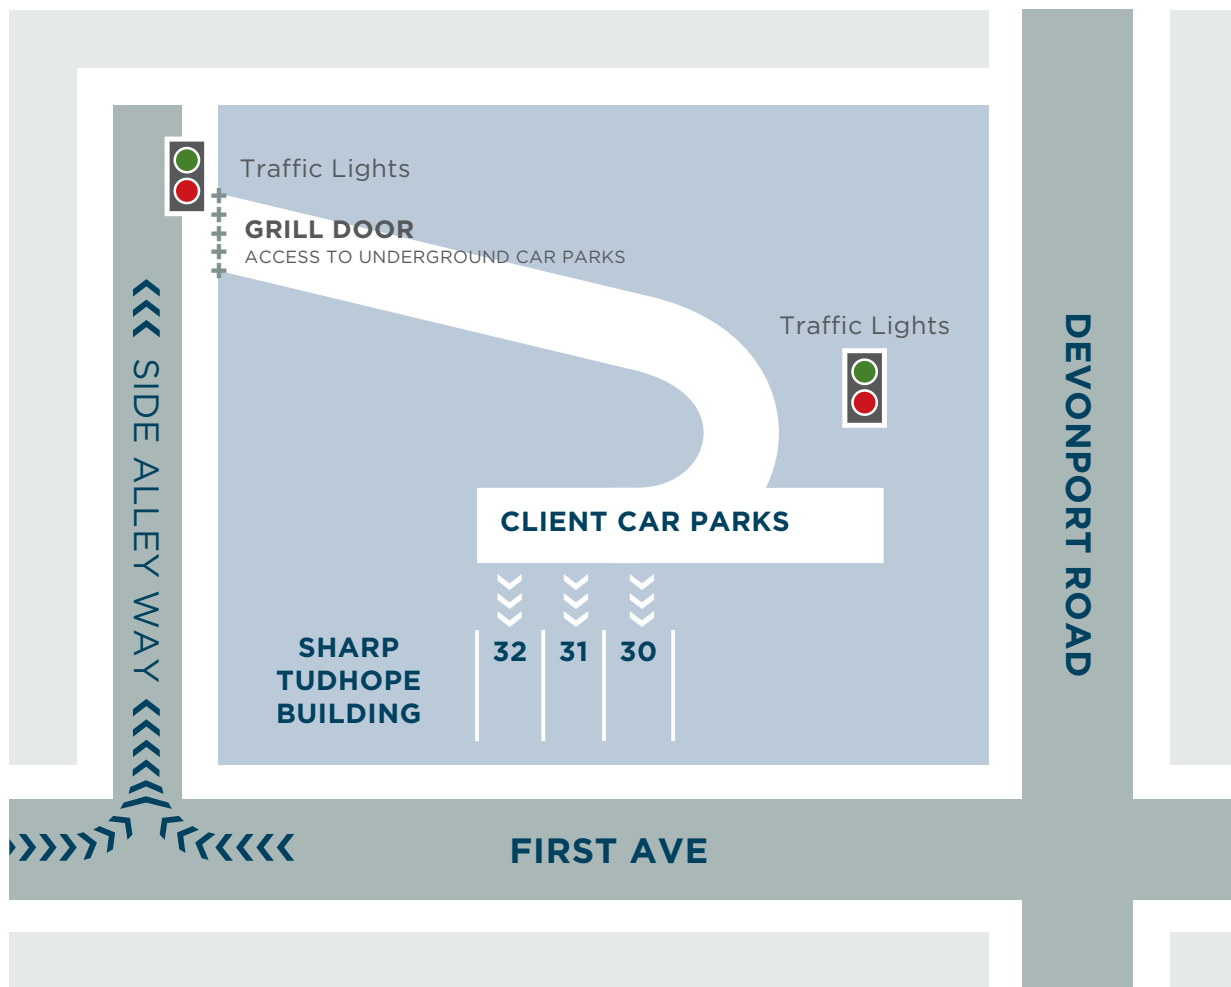 Traffic Lights
GRILL DOOR
ACCESS TO UNDERGROUND CAR PARKS
Traffic Lights
SIDE ALLEY WAY
DEVONPORT ROAD
CLIENT CAR PARKS
32 31 30
SHARP
TUDHOPE
BUILDING
FIRST AVE